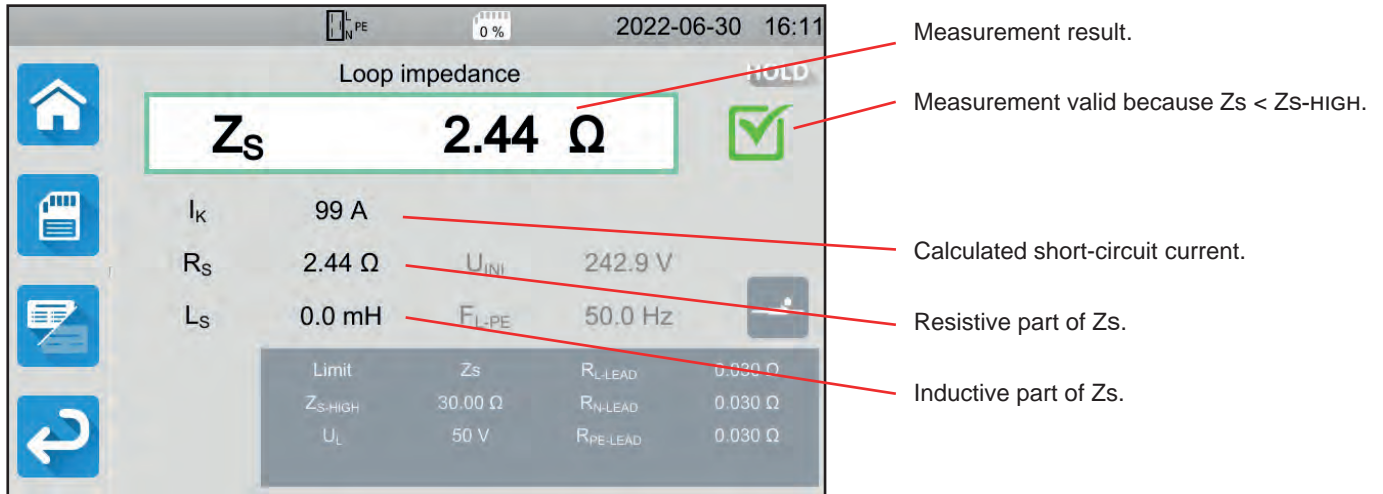 L PE
N
0 %
2022-06-30 16:11
Loop impedance
HOLD
Zs 2.44 Ω
IK 99 A
RS 2.44 Ω UINI 242.9 V
LS 0.0 mH FL-PE 50.0 Hz
Limit Zs RL-LEAD 0.030 Ω
ZS-HIGH 30.00 Ω RN-LEAD 0.030 Ω
UL 50 V RPE-LEAD 0.030 Ω
Measurement result.
Measurement valid because Zs < Zs-HIGH.
Calculated short-circuit current.
Resistive part of Zs.
Inductive part of Zs.